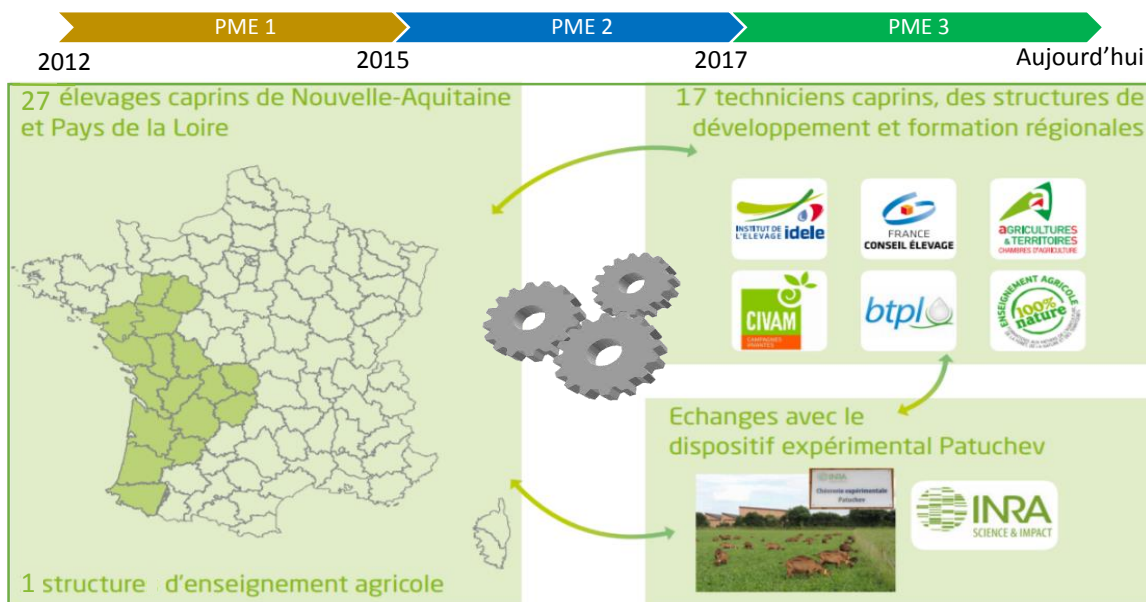 PME 1
PME 2
PME 3
2012
2015
2017
Aujourd’hui
27 élevages caprins de Nouvelle-Aquitaine
et Pays de la Loire
17 techniciens caprins, des structures de
développement et formation régionales
INSTITUT DE
L'ELEVAGE idele
FRANCE
CONSEIL ÉLEVAGE
aGRICULTURES
& TERRITOIRES
CHAMBRES D'AGRICULTURE
CIVAM
CAMPAGNES
VIVANTES
btpl
ENSEIGNEMENT AGRICOLE
100%
nature
Echanges avec le
dispositif expérimental Patuchev
INRA
Chèvrerie expérimentale
Patuchev
INRA
SCIENCE & IMPACT
1 structure d’enseignement agricole